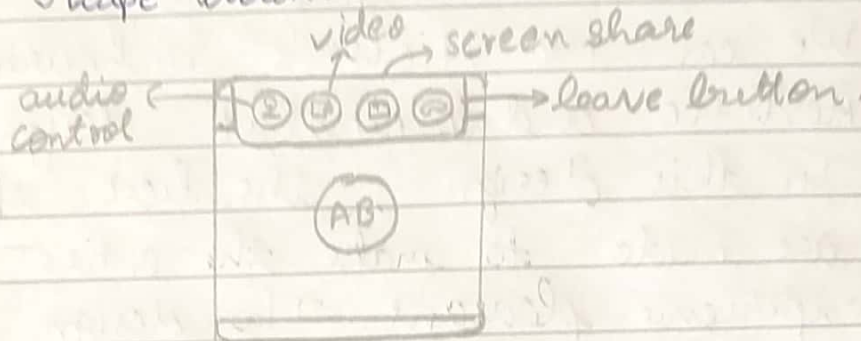 video
screen share
audio
control
leave button
AB